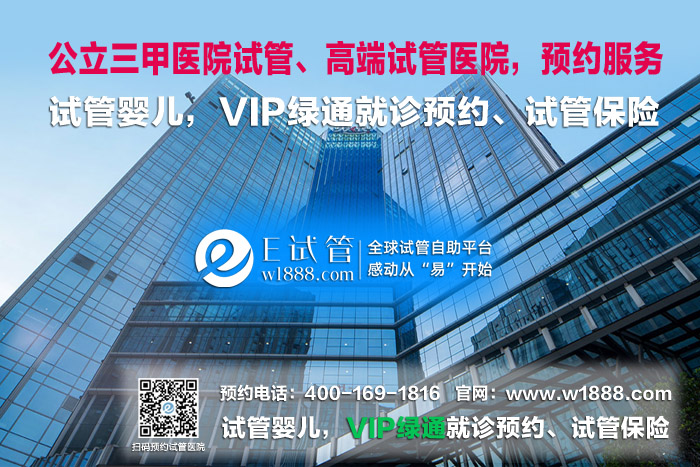 公立三甲医院试管、高端试管医院，预约服务
试管婴儿，VIP绿通就诊预约、试管保险
E试管
w1888.com
全球试管自助平台
感动从“易”开始
预约电话：400-169-1816 官网：www.w1888.com
试管婴儿，VIP绿通就诊预约、试管保险
扫码预约试管医院